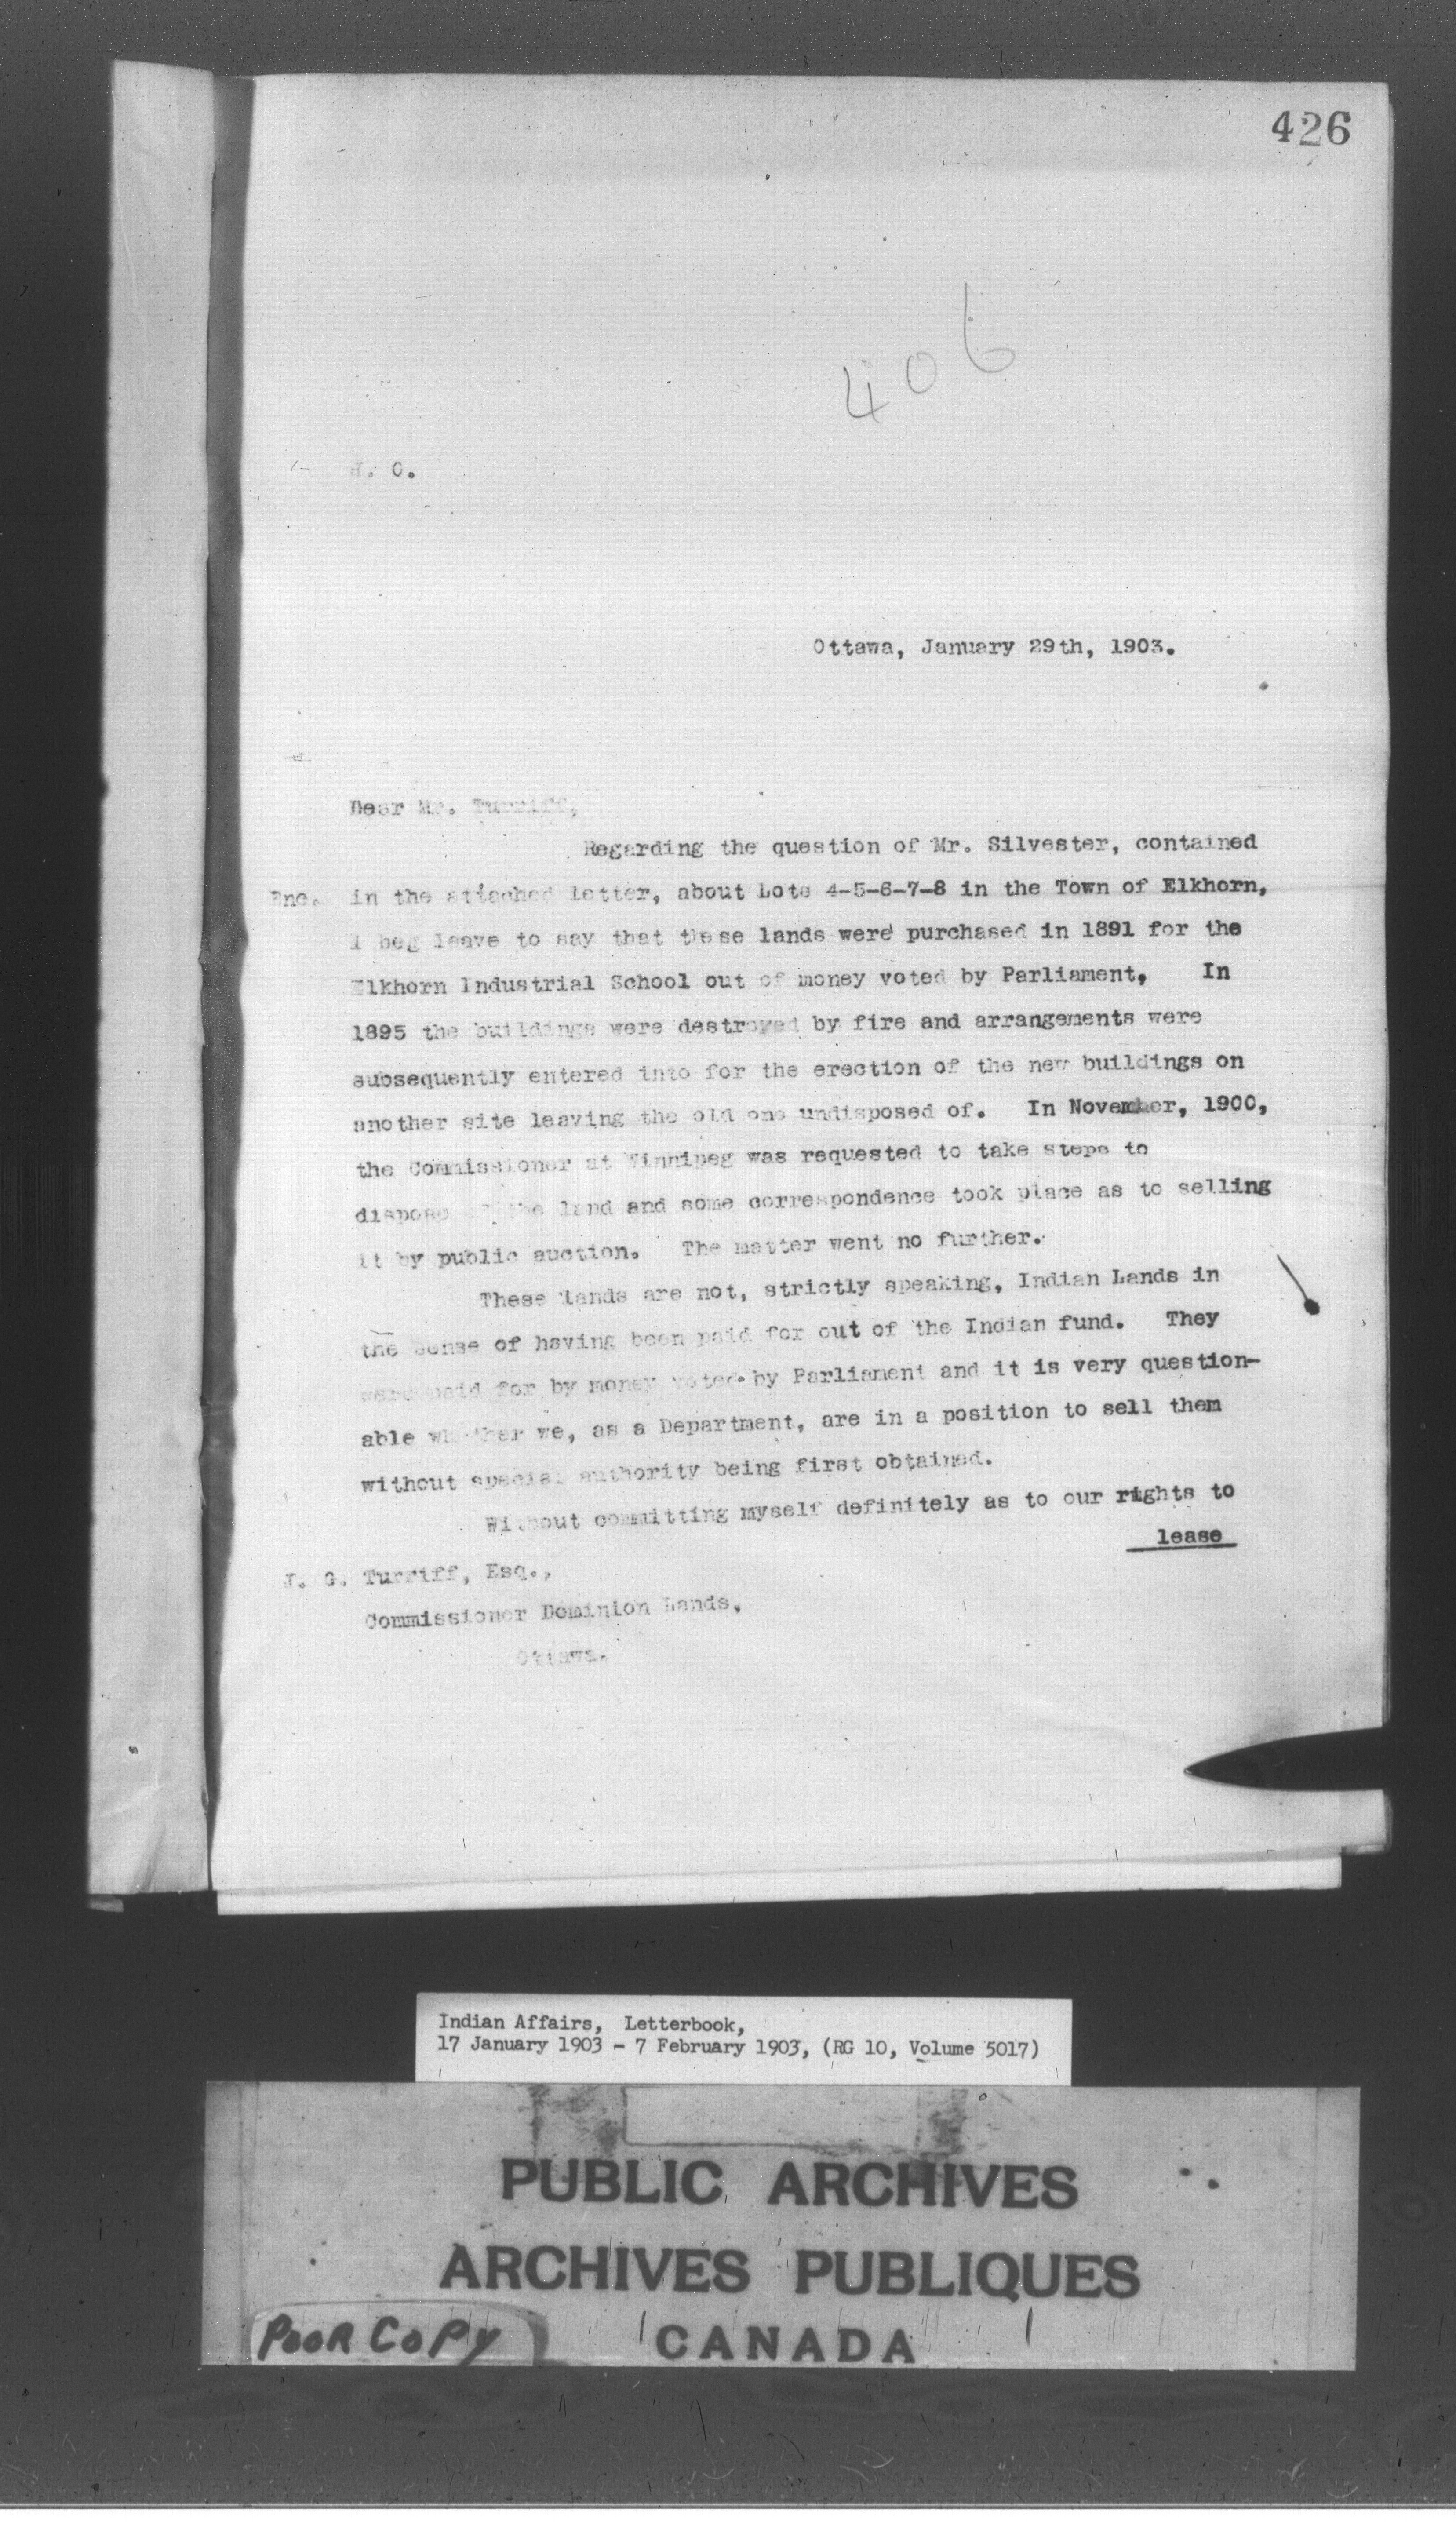 426
406
H. O.
Ottawa, January 29th, 1903.
Dear Mr. Turriff,
Regarding the question of Mr. Silvester, contained
Enc. in the attached letter, about Lots 4-5-6-7-8 in the Town of Elkhorn,
I beg leave to say that these lands were purchased in 1891 for the
Elkhorn Industrial School out of money voted by Parliament, In
1895 the buildings were destroyed by fire and arrangements were
subsequently entered into for the erection of the new buildings on
another site leaving the old one undisposed of. In November, 1900,
the Commissioner at Winnipeg was requested to take steps to
dispose of the land and some correspondence took place as to selling
it by public auction. The matter went no further.
These lands are not, strictly speaking, Indian Lands in
the sense of having been paid for out of the Indian fund. They
were paid for by money voted by Parliament and it is very question-
able whether we, as a Department, are in a position to sell them
without special authority being first obtained.
Without committing myself definitely as to our rights to
lease
J. G. Turriff, Esq.,
Commissioner Dominion Lands,
Ottawa.
Indian Affairs, Letterbook,
17 January 1903 - 7 February 1903, (RG 10, Volume 5017)
PUBLIC ARCHIVES
ARCHIVES PUBLIQUES
POOR COPY CANADA